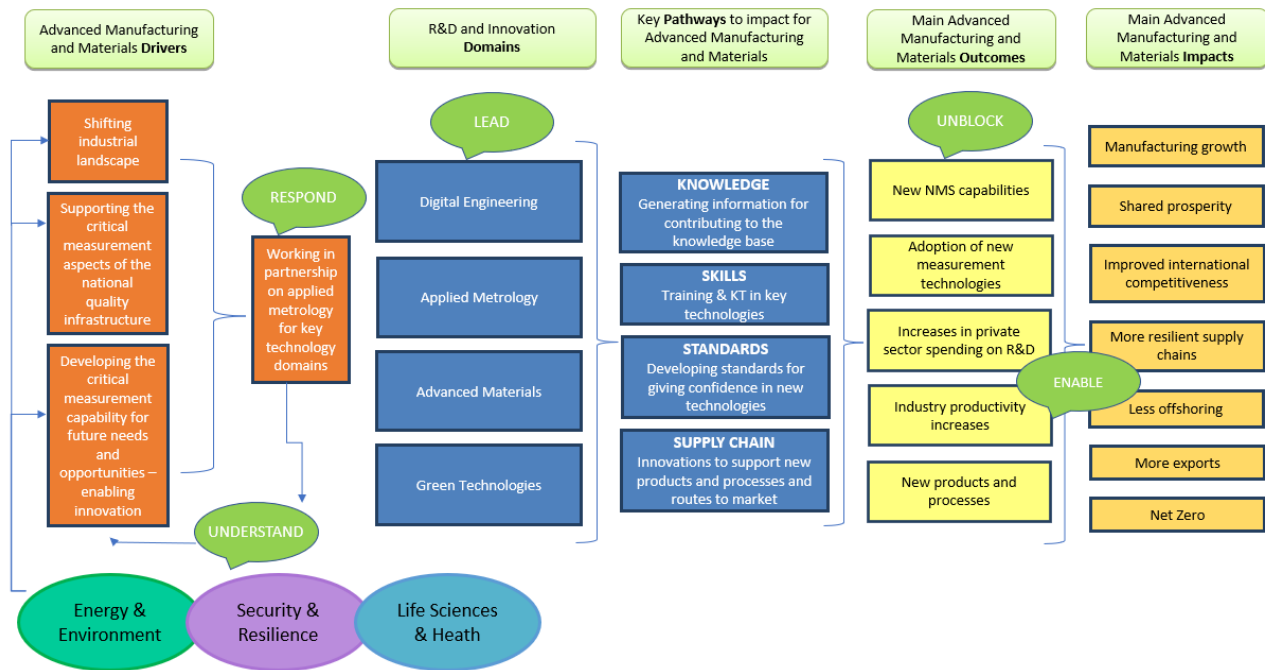 Advanced Manufacturing
and Materials Drivers
R&D and Innovation
Domains
Key Pathways to impact for
Advanced Manufacturing
and Materials
Main Advanced
Manufacturing and
Materials Outcomes
Main Advanced
Manufacturing and
Materials Impacts
Shifting
industrial
landscape
Supporting the
critical
measurement
aspects of the
national
quality
infrastructure
Developing the
critical
measurement
capability for
future needs
and
opportunities –
enabling
innovation
RESPOND
Working in
partnership
on applied
metrology
for key
technology
domains
UNDERSTAND
LEAD
Digital Engineering
Applied Metrology
Advanced Materials
Green Technologies
KNOWLEDGE
Generating information for
contributing to the
knowledge base
SKILLS
Training & KT in key
technologies
STANDARDS
Developing standards for
giving confidence in new
technologies
SUPPLY CHAIN
Innovations to support new
products and processes and
routes to market
UNBLOCK
New NMS capabilities
Adoption of new
measurement
technologies
Increases in private
sector spending on R&D
Industry productivity
increases
New products and
processes
ENABLE
Manufacturing growth
Shared prosperity
Improved international
competitiveness
More resilient supply
chains
Less offshoring
More exports
Net Zero
Energy &
Environment
Security &
Resilience
Life Sciences
& Heath